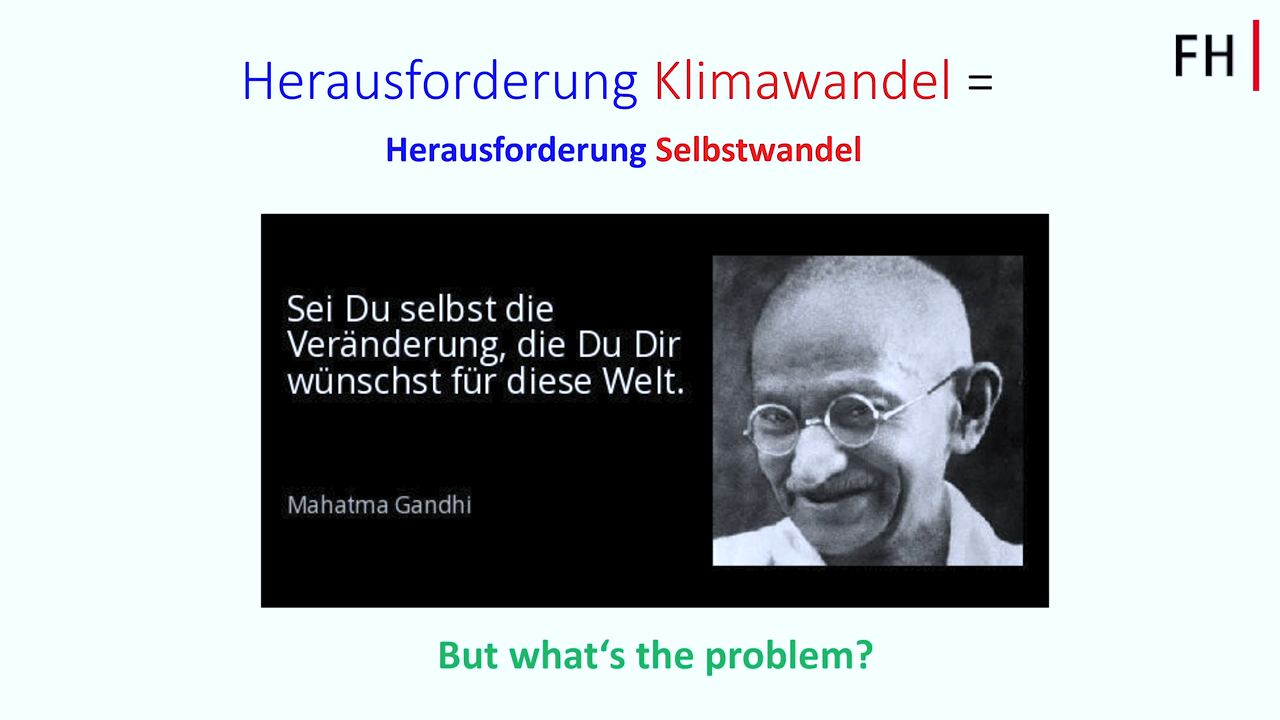 FH
Herausforderung Klimawandel =
Herausforderung Selbstwandel
Sei Du selbst die
Veränderung, die Du Dir
wünschst für diese Welt.
Mahatma Gandhi
But what‘s the problem?